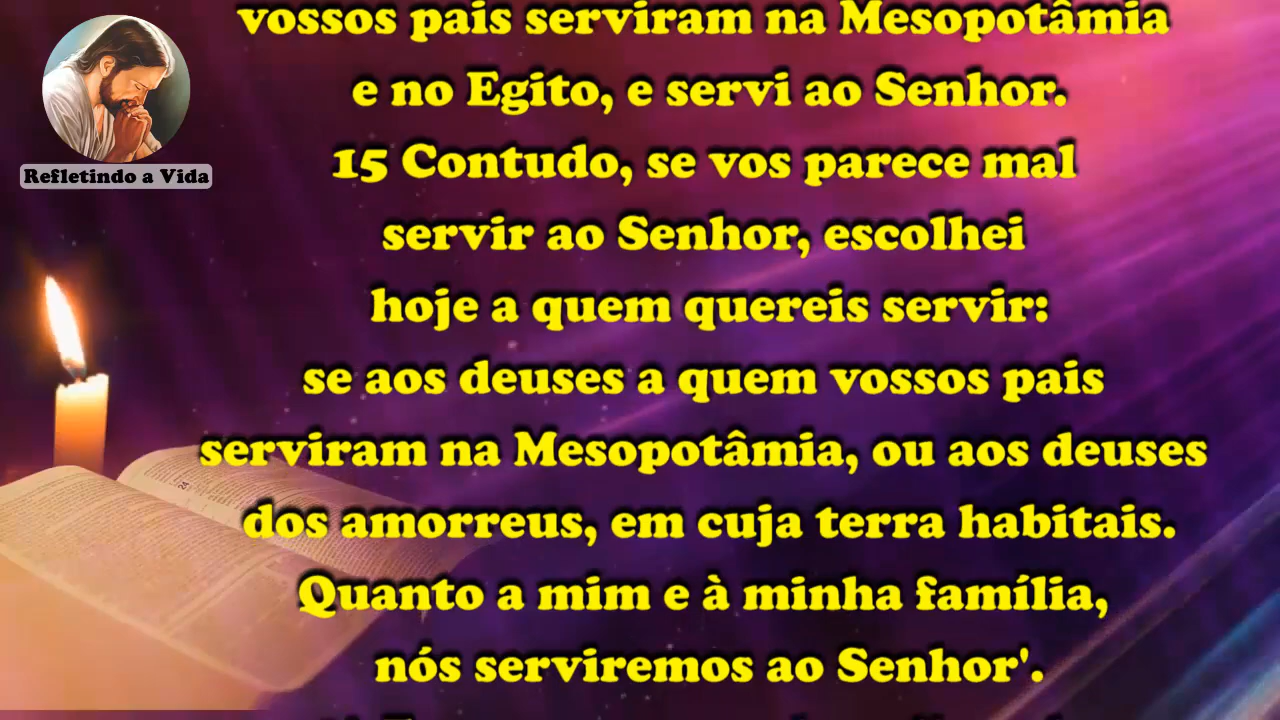 vossos pais serviram na Mesopotâmia
e no Egito, e servi ao Senhor.
Refletindo a Vida
15 Contudo, se vos parece mal
servir ao Senhor, escolhei
hoje a quem quereis servir:
se aos deuses a quem vossos pais
serviram na Mesopotâmia, ou aos deuses
dos amorreus, em cuja terra habitais.
Quanto a mim e à minha família,
nós serviremos ao Senhor'.